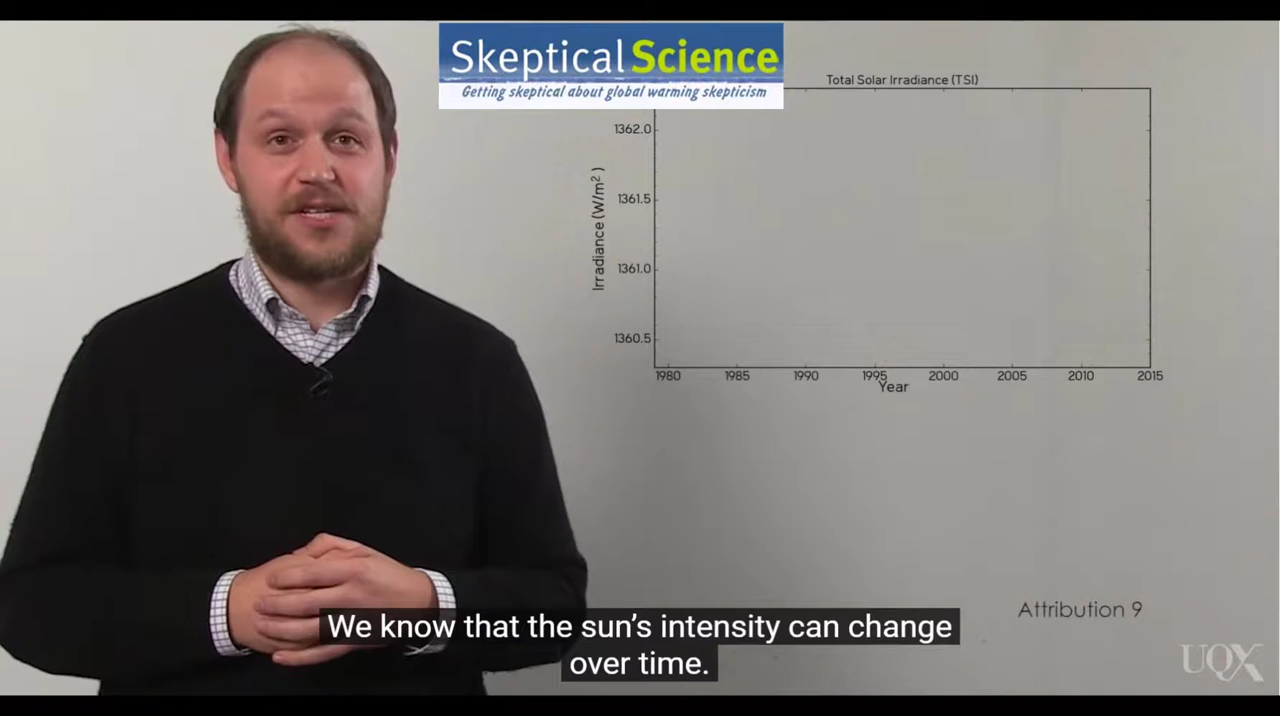 Skeptical Science
Getting skeptical about global warming skepticism
Total Solar Irradiance (TSI)
Irradiance (W/m²)
1362.0
1361.5
1361.0
1360.5
1980 1985 1990 1995 2000 2005 2010 2015
Year
Attribution 9
We know that the sun’s intensity can change
over time.
UQX